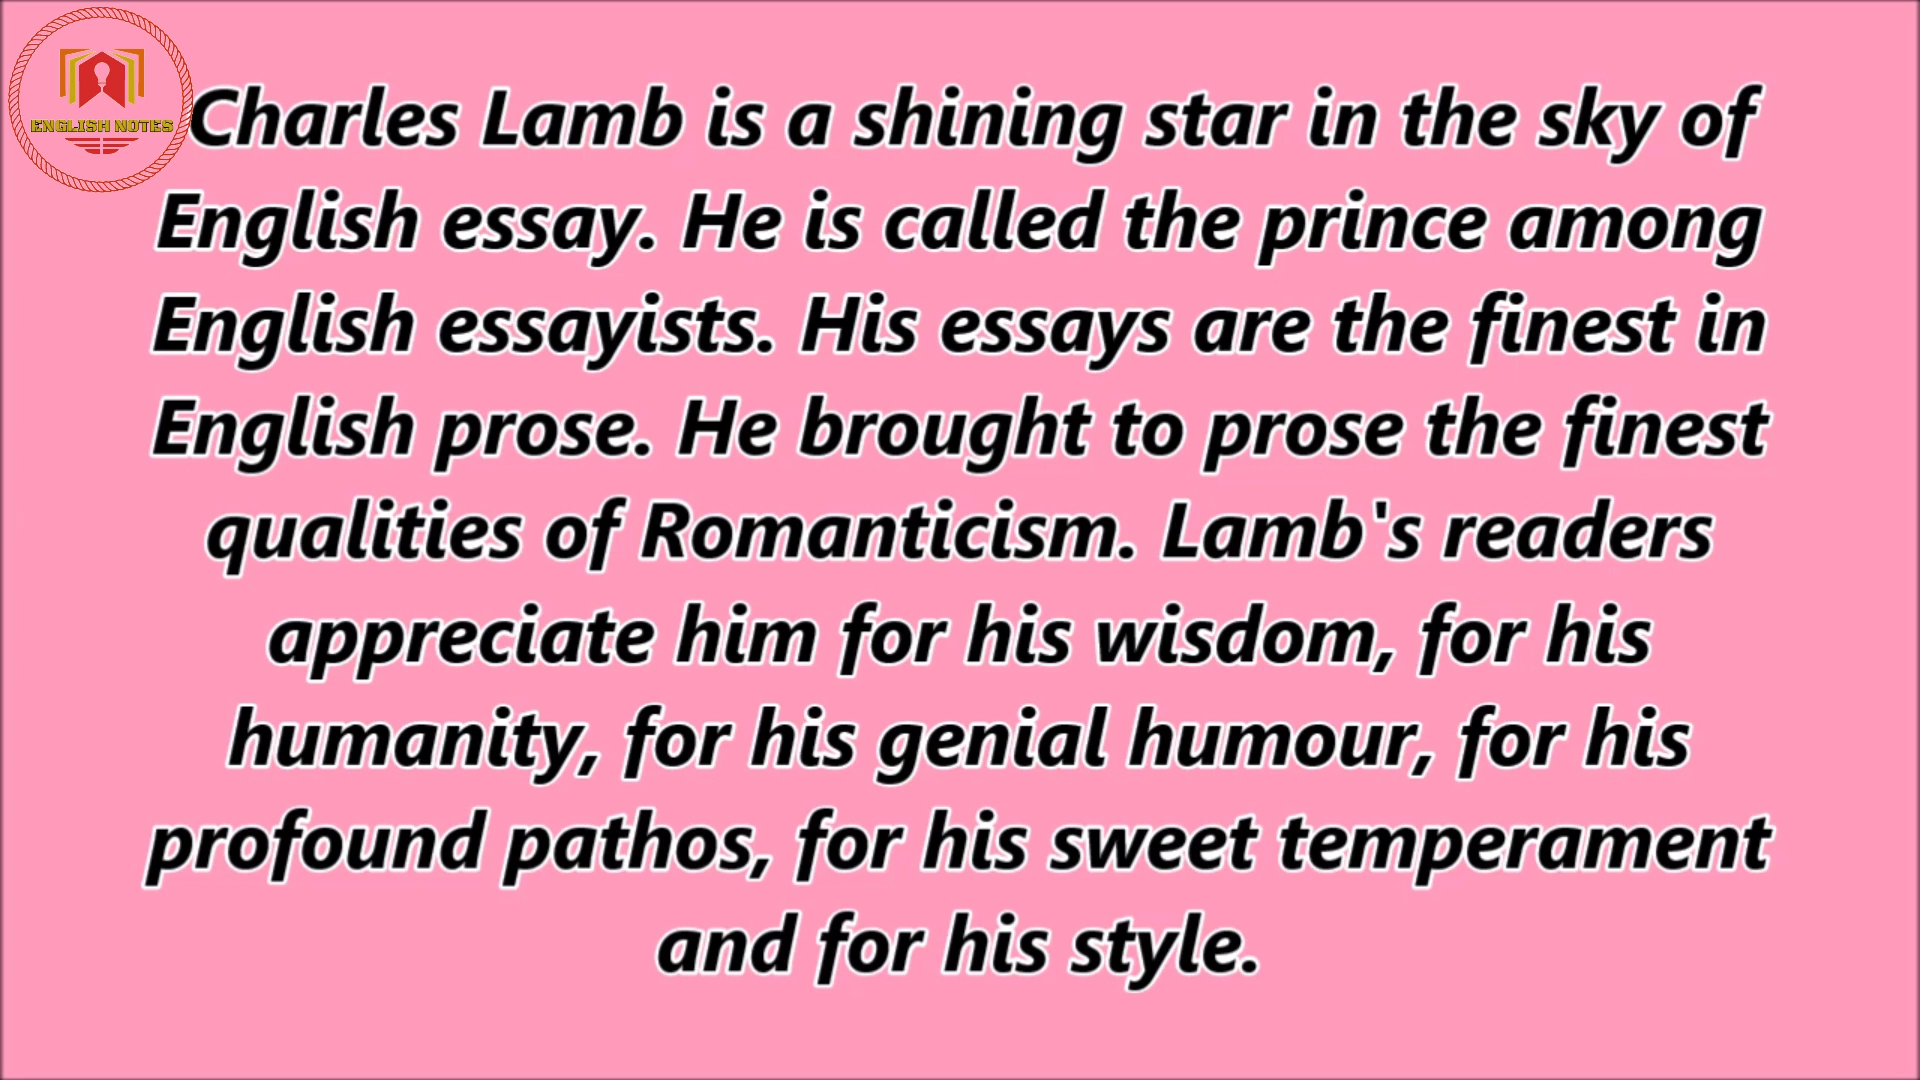 ENGLISH NOTES
Charles Lamb is a shining star in the sky of
English essay. He is called the prince among
English essayists. His essays are the finest in
English prose. He brought to prose the finest
qualities of Romanticism. Lamb's readers
appreciate him for his wisdom, for his
humanity, for his genial humour, for his
profound pathos, for his sweet temperament
and for his style.